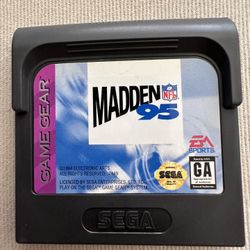 GAME GEAR
MADDEN
NFL
95
©1994 ELECTRONIC ARTS
ALL RIGHTS RESERVED.
LICENSED BY SEGA ENTERPRISES, LTD. FOR
PLAY ON THE SEGA™ GAME GEAR™ SYSTEM.
SEGA
EA
SPORTS
GA
SEGA